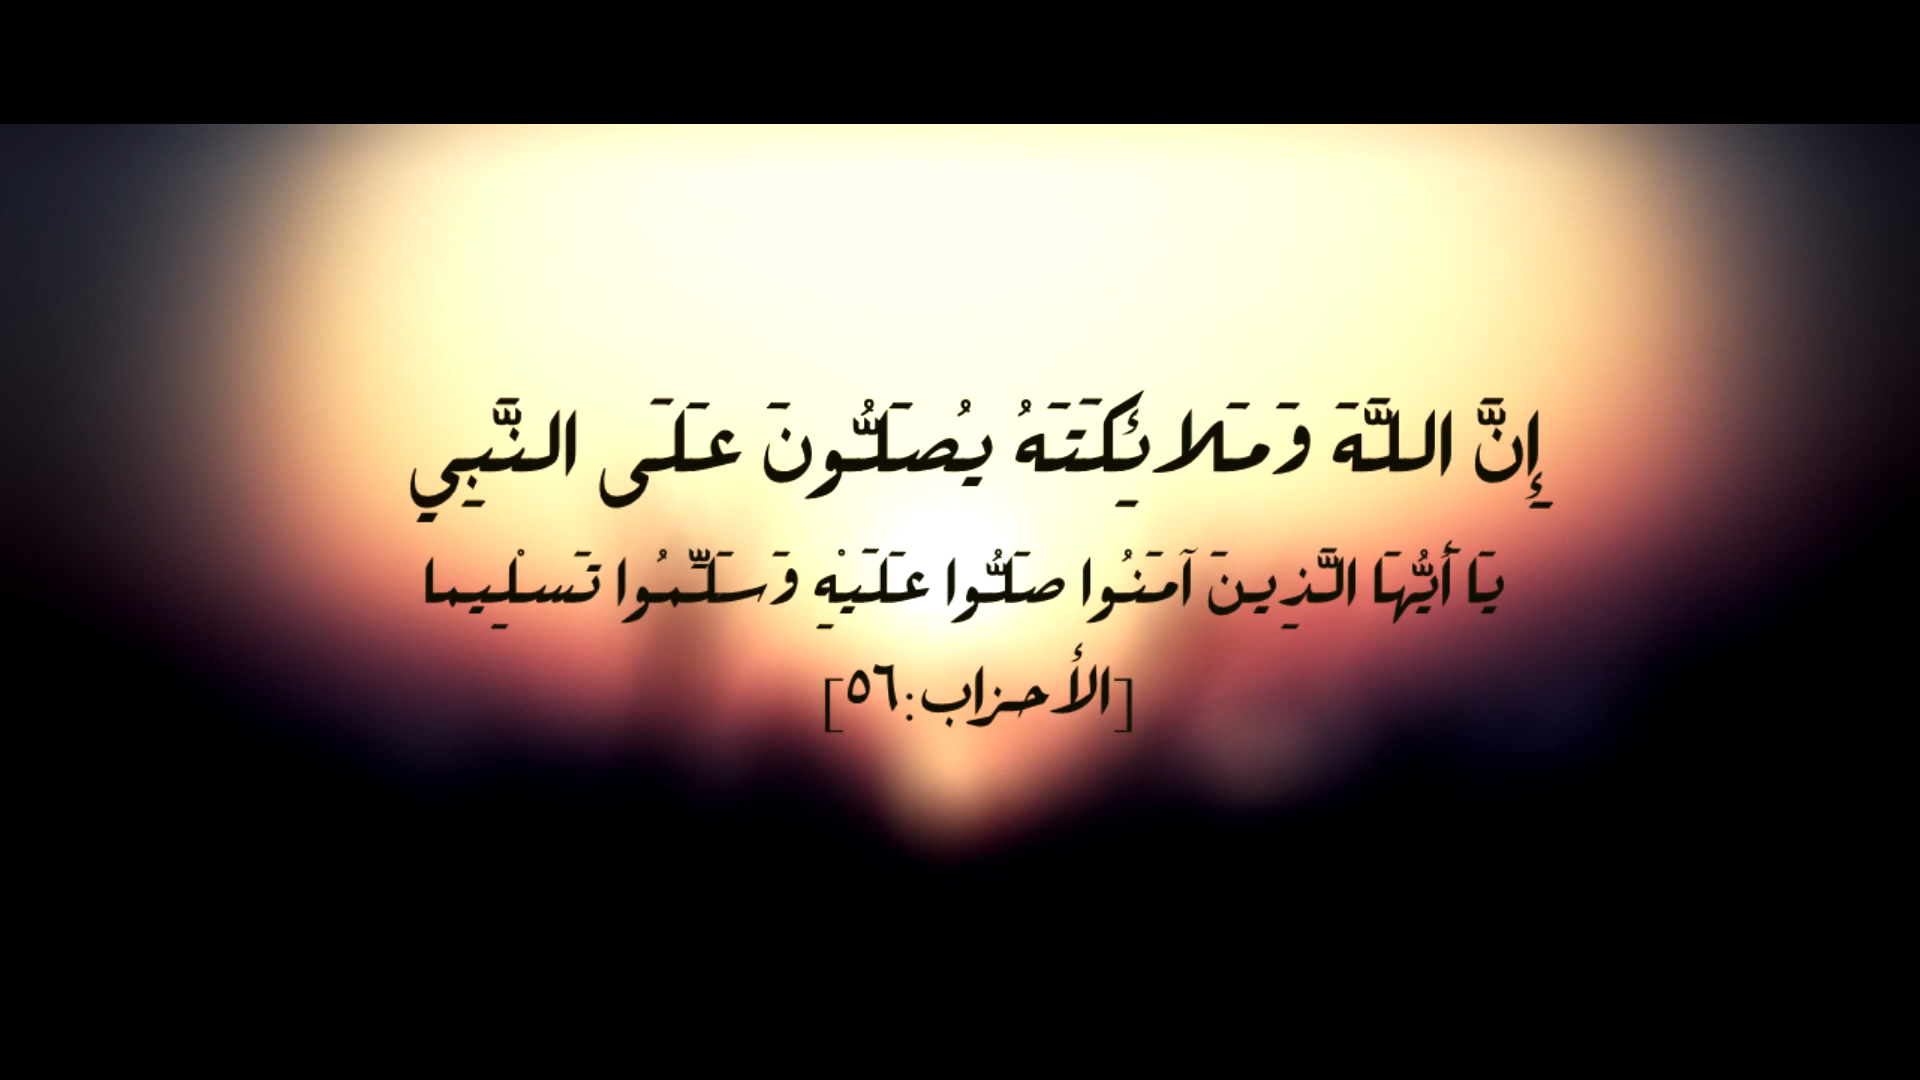 إِنَّ اللَّهَ وَمَلائِكَتَهُ يُصَلُّونَ عَلَى النَّبِي
يَا أَيُّهَا الَّذِينَ آمَنُوا صَلُّوا عَلَيْهِ وَسَلِّمُوا تَسْلِيما
[الأحزاب:٥٦]